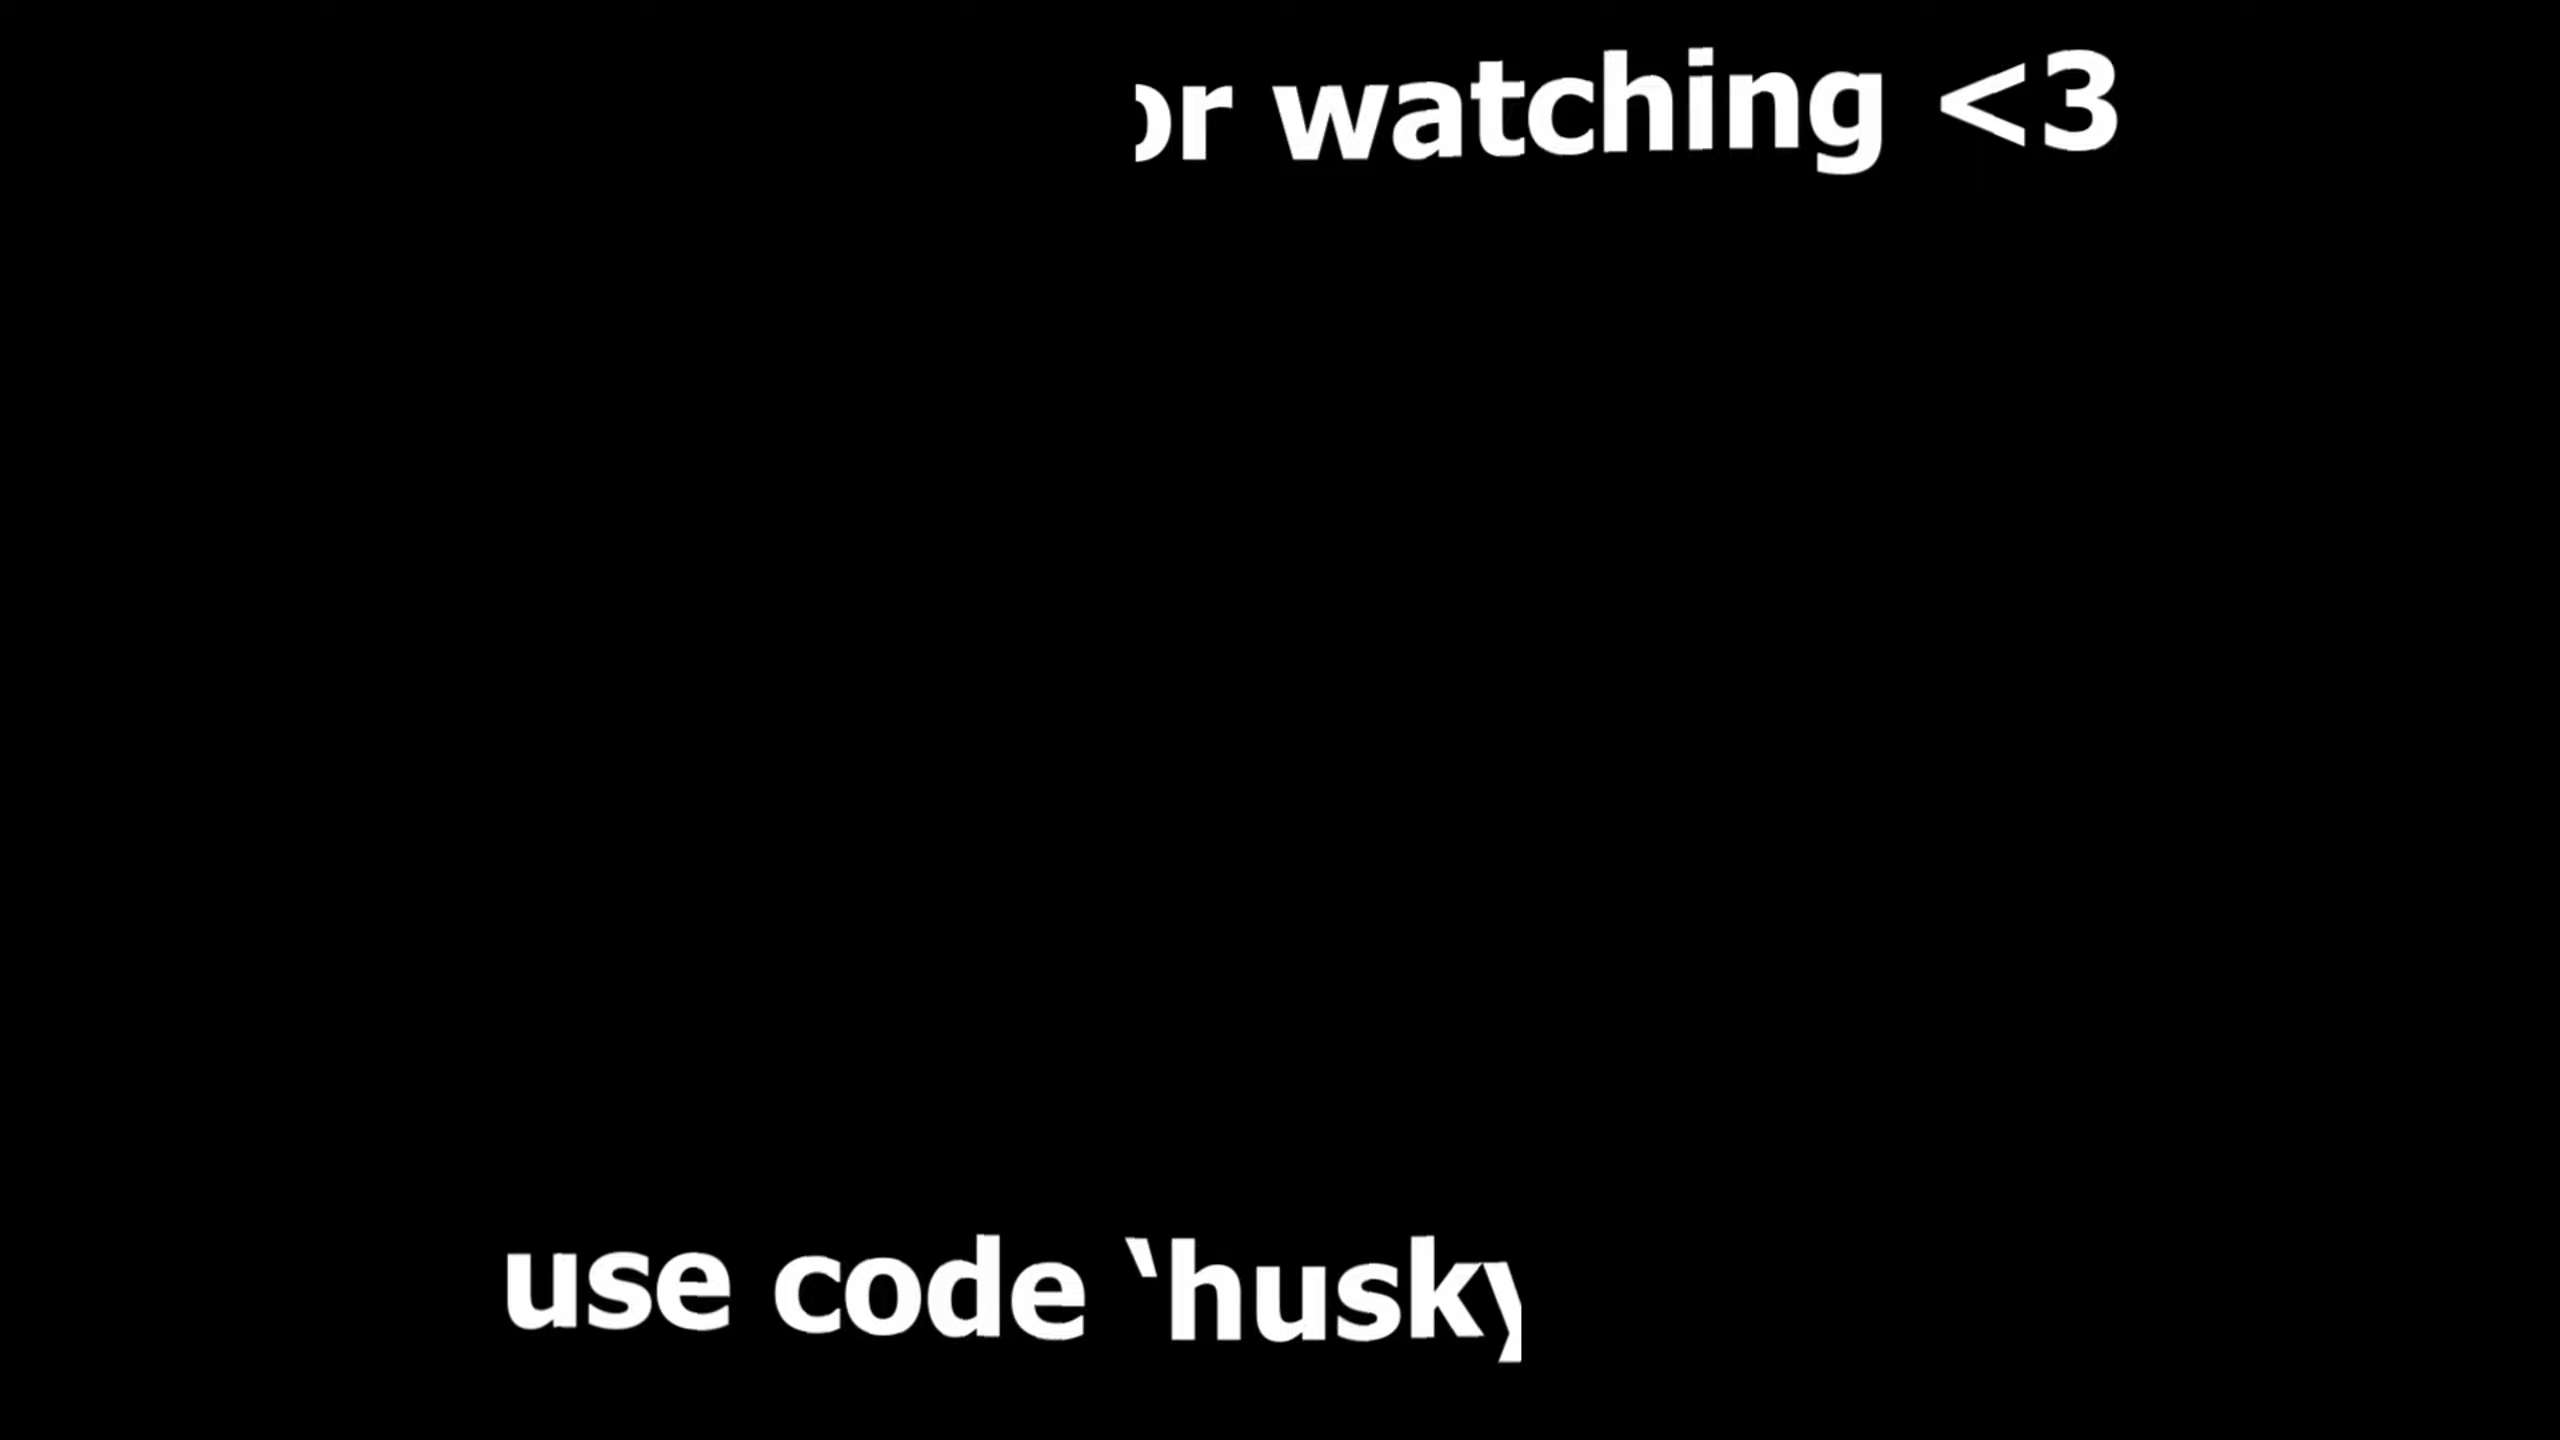 or watching <3
use code ‘husky